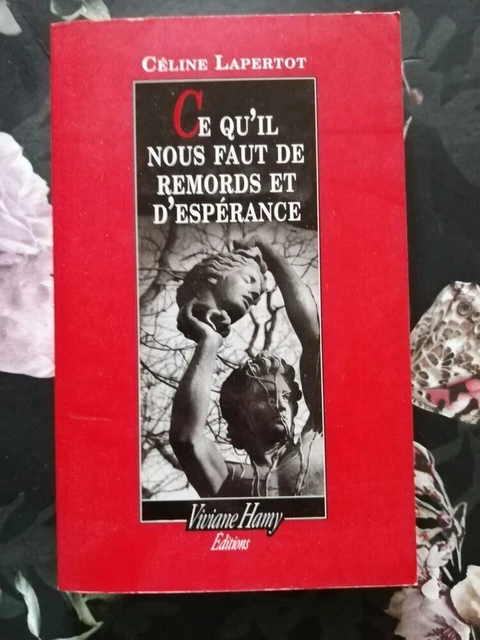 CÉLINE LAPERTOT
CE QU'IL
NOUS FAUT DE
REMORDS ET
D'ESPÉRANCE
Viviane Hamy
Éditions